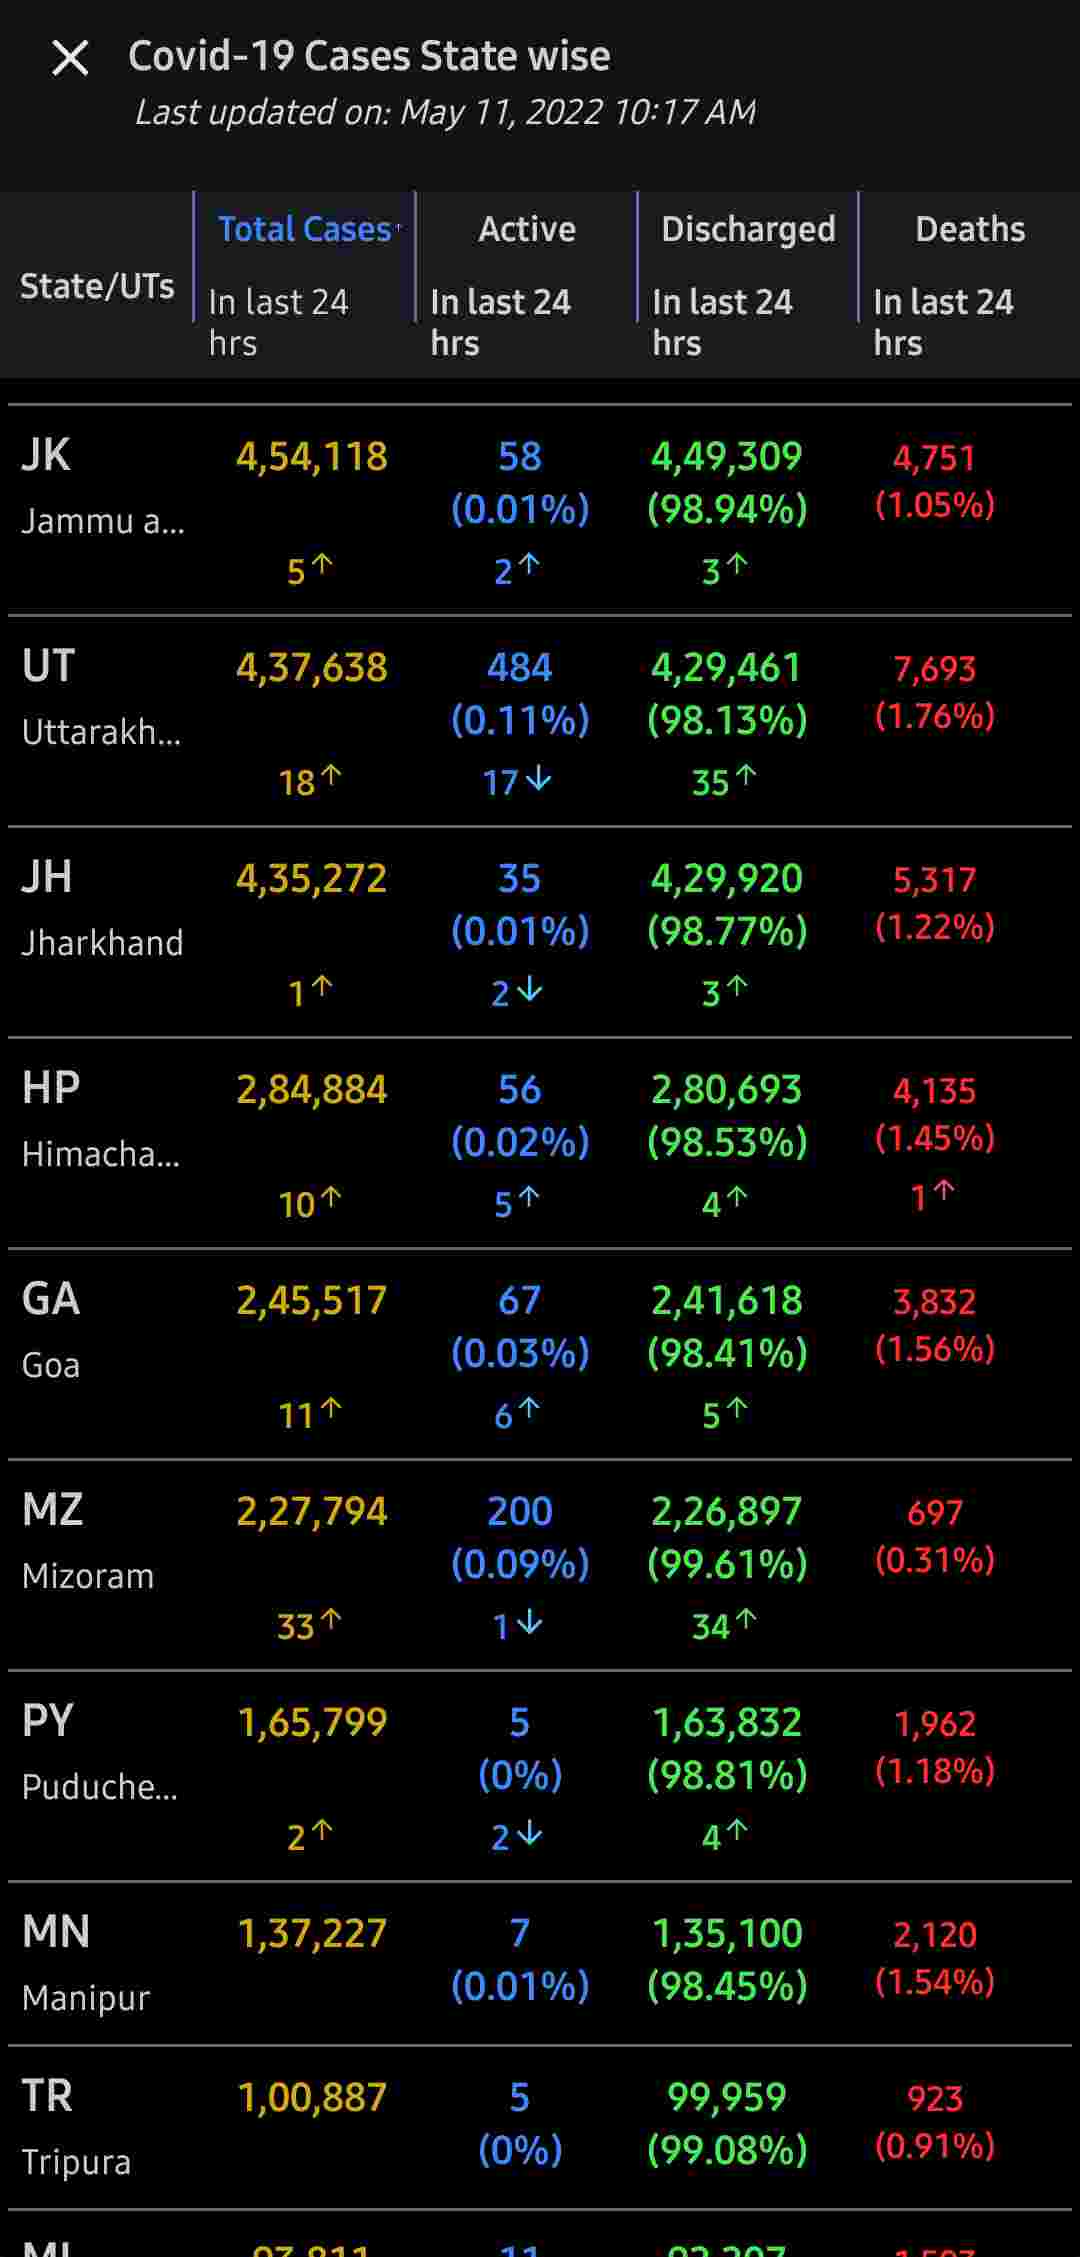 Covid-19 Cases State wise
Last updated on: May 11, 2022 10:17 AM
State/UTs
Total Cases↑ Active Discharged Deaths
In last 24 hrs In last 24 hrs In last 24 hrs In last 24 hrs
JK 4,54,118 58 4,49,309 4,751
Jammu a... (0.01%) (98.94%) (1.05%)
5↑ 2↑ 3↑
UT 4,37,638 484 4,29,461 7,693
Uttarakh... (0.11%) (98.13%) (1.76%)
18↑ 17↓ 35↑
JH 4,35,272 35 4,29,920 5,317
Jharkhand (0.01%) (98.77%) (1.22%)
1↑ 2↓ 3↑
HP 2,84,884 56 2,80,693 4,135
Himacha... (0.02%) (98.53%) (1.45%)
10↑ 5↑ 4↑ 1↑
GA 2,45,517 67 2,41,618 3,832
Goa (0.03%) (98.41%) (1.56%)
11↑ 6↑ 5↑
MZ 2,27,794 200 2,26,897 697
Mizoram (0.09%) (99.61%) (0.31%)
33↑ 1↓ 34↑
PY 1,65,799 5 1,63,832 1,962
Puduche... (0%) (98.81%) (1.18%)
2↑ 2↓ 4↑
MN 1,37,227 7 1,35,100 2,120
Manipur (0.01%) (98.45%) (1.54%)
TR 1,00,887 5 99,959 923
Tripura (0%) (99.08%) (0.91%)